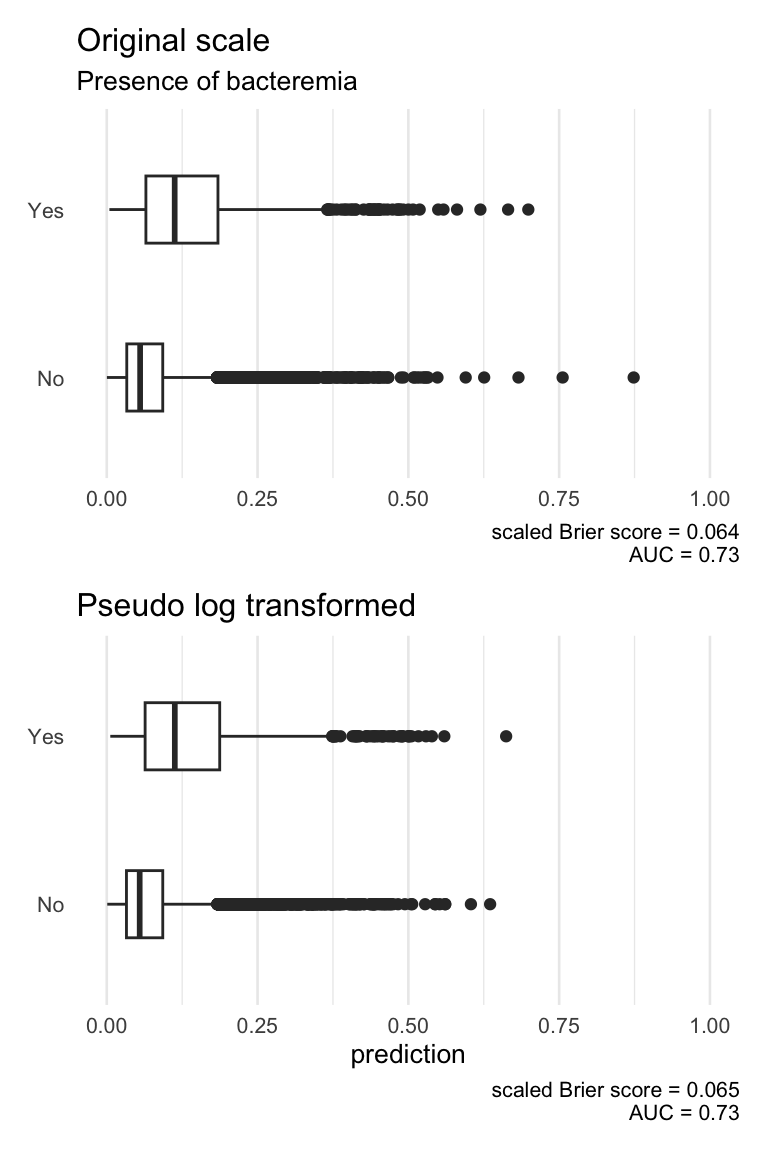 Original scale
Presence of bacteremia
Yes
No
0.00 0.25 0.50 0.75 1.00
scaled Brier score = 0.064
AUC = 0.73
Pseudo log transformed
Yes
No
0.00 0.25 0.50 0.75 1.00
prediction
scaled Brier score = 0.065
AUC = 0.73